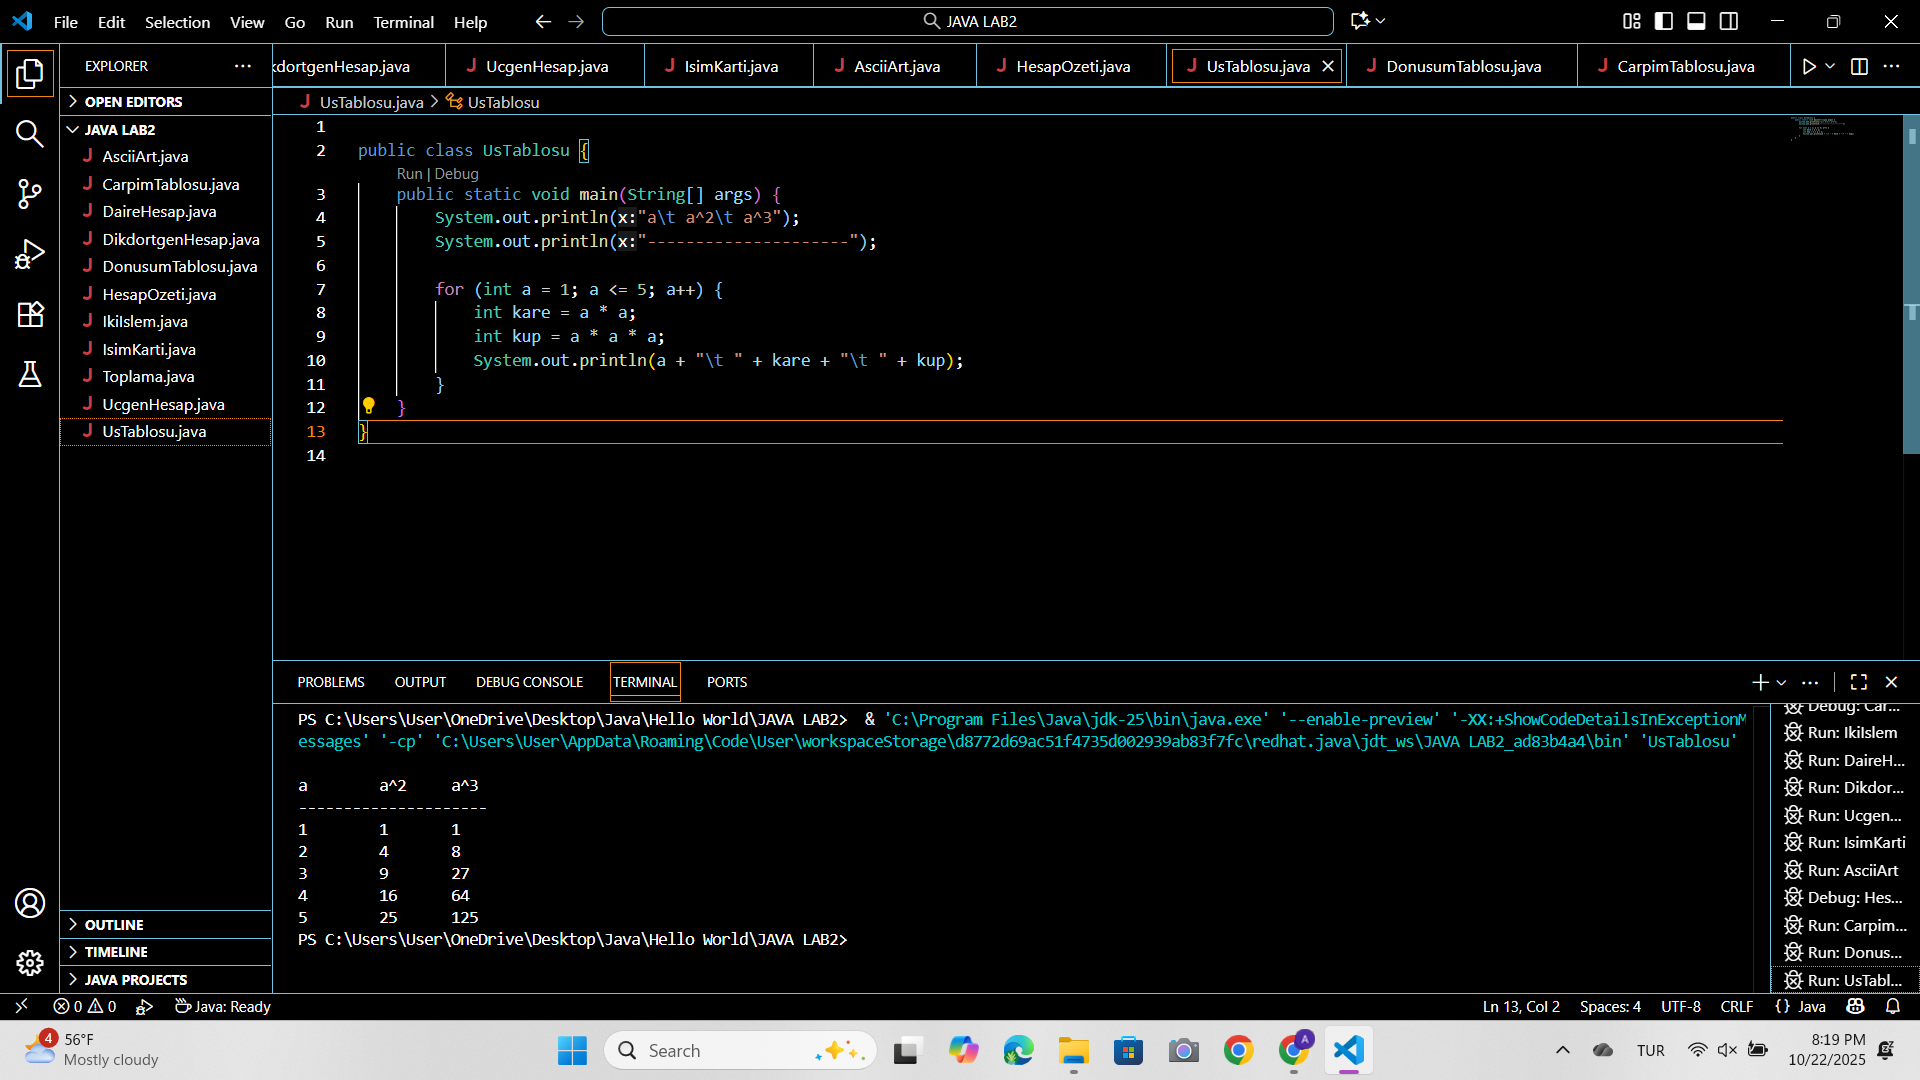 File Edit Selection View Go Run Terminal Help
JAVA LAB2
EXPLORER
OPEN EDITORS
JAVA LAB2
AsciiArt.java
CarpimTablosu.java
DaireHesap.java
DikdortgenHesap.java
DonusumTablosu.java
HesapOzeti.java
IkiIslem.java
IsimKarti.java
Toplama.java
UcgenHesap.java
UsTablosu.java
OUTLINE
TIMELINE
JAVA PROJECTS
kdortgenHesap.java UcgenHesap.java IsimKarti.java AsciiArt.java HesapOzeti.java UsTablosu.java DonusumTablosu.java CarpimTablosu.java
UsTablosu.java > UsTablosu
1
2 public class UsTablosu {
Run | Debug
3 public static void main(String[] args) {
4 System.out.println(x:"a\t a^2\t a^3");
5 System.out.println(x:"---------------------");
6
7 for (int a = 1; a <= 5; a++) {
8 int kare = a * a;
9 int kup = a * a * a;
10 System.out.println(a + "\t " + kare + "\t " + kup);
11 }
12 }
13 }
14
PROBLEMS OUTPUT DEBUG CONSOLE TERMINAL PORTS
PS C:\Users\User\OneDrive\Desktop\Java\Hello World\JAVA LAB2> & 'C:\Program Files\Java\jdk-25\bin\java.exe' '--enable-preview' '-XX:+ShowCodeDetailsInExceptionM
essages' '-cp' 'C:\Users\User\AppData\Roaming\Code\User\workspaceStorage\d8772d69ac51f4735d002939ab83f7fc\redhat.java\jdt_ws\JAVA LAB2_ad83b4a4\bin' 'UsTablosu'
a a^2 a^3
---------------------
1 1 1
2 4 8
3 9 27
4 16 64
5 25 125
PS C:\Users\User\OneDrive\Desktop\Java\Hello World\JAVA LAB2>
Debug: Car...
Run: IkiIslem
Run: DaireH...
Run: Dikdor...
Run: Ucgen...
Run: IsimKarti
Run: AsciiArt
Debug: Hes...
Run: Carpim...
Run: Donus...
Run: UsTabl...
0 0 Java: Ready Ln 13, Col 2 Spaces: 4 UTF-8 CRLF {} Java
4
56°F
Mostly cloudy
Search
A
TUR
8:19 PM
10/22/2025